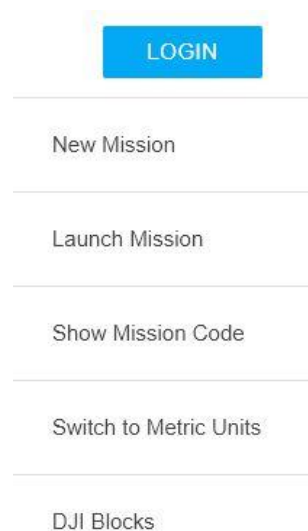 LOGIN
New Mission
Launch Mission
Show Mission Code
Switch to Metric Units
DJI Blocks